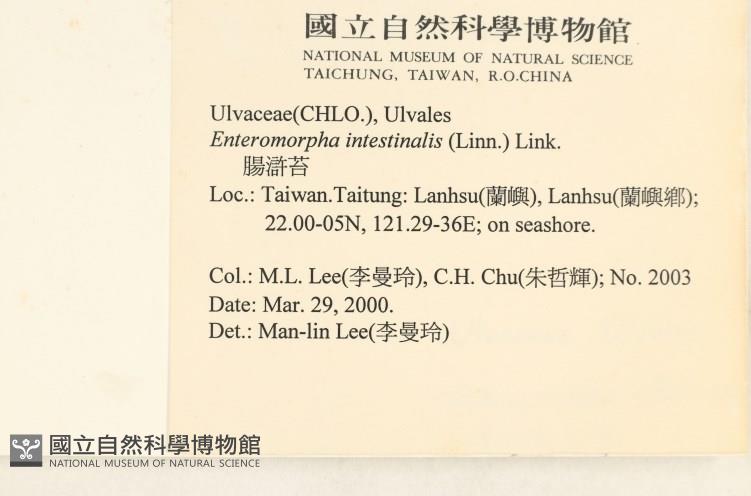 國立自然科學博物館
NATIONAL MUSEUM OF NATURAL SCIENCE
TAICHUNG, TAIWAN, R.O.CHINA
Ulvaceae(CHLO.), Ulvales
Enteromorpha intestinalis (Linn.) Link.
腸滸苔
Loc.: Taiwan.Taitung: Lanhsu(蘭嶼), Lanhsu(蘭嶼鄉);
22.00-05N, 121.29-36E; on seashore.
Col.: M.L. Lee(李曼玲), C.H. Chu(朱哲輝); No. 2003
Date: Mar. 29, 2000.
Det.: Man-lin Lee(李曼玲)
國立自然科學博物館
NATIONAL MUSEUM OF NATURAL SCIENCE